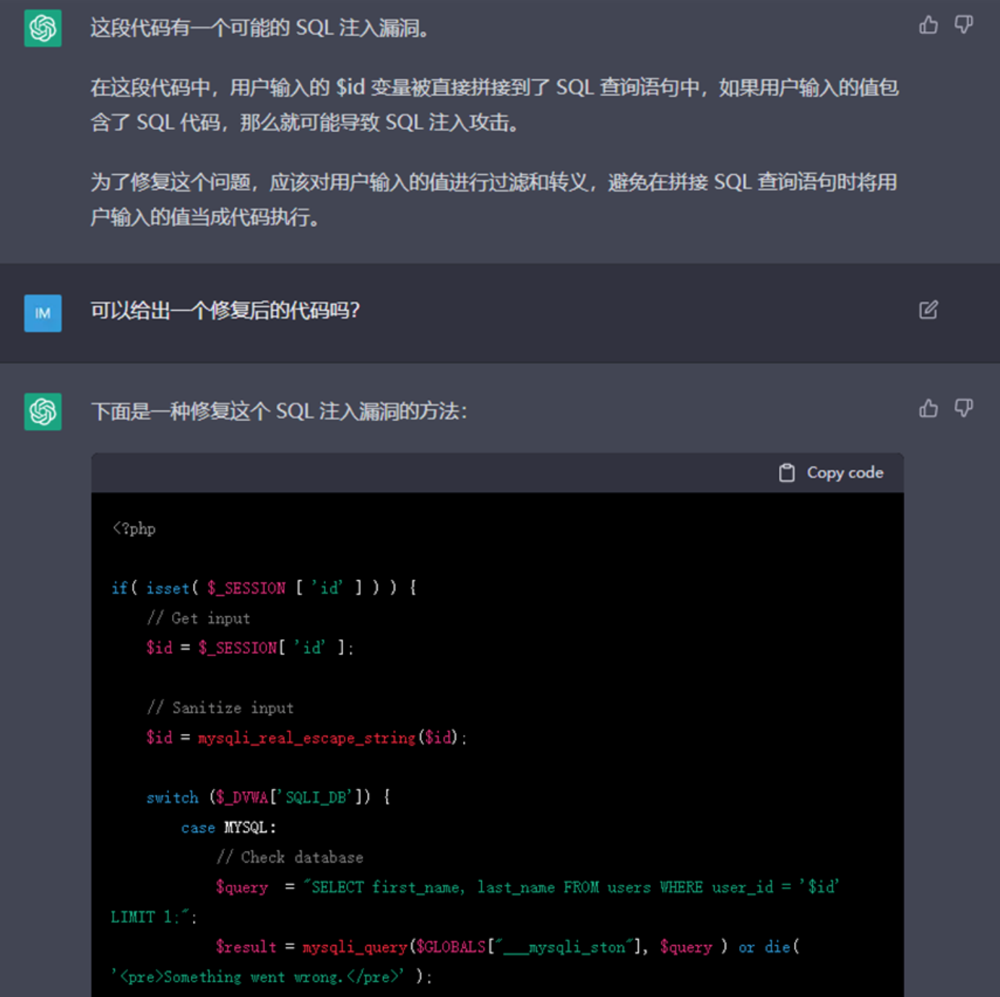 这段代码有一个可能的 SQL 注入漏洞。
在这段代码中，用户输入的 $id 变量被直接拼接到了 SQL 查询语句中，如果用户输入的值包
含了 SQL 代码，那么就可能导致 SQL 注入攻击。
为了修复这个问题，应该对用户输入的值进行过滤和转义，避免在拼接 SQL 查询语句时将用
户输入的值当成代码执行。
IM
可以给出一个修复后的代码吗？
下面是一种修复这个 SQL 注入漏洞的方法：
Copy code
<?php
if( isset( $_SESSION [ 'id' ] ) ) {
// Get input
$id = $_SESSION[ 'id' ];
// Sanitize input
$id = mysqli_real_escape_string($id);
switch ($_DVWA['SQLI_DB']) {
case MYSQL:
// Check database
$query  = "SELECT first_name, last_name FROM users WHERE user_id = '$id'
LIMIT 1;";
$result = mysqli_query($GLOBALS["___mysqli_ston"], $query ) or die(
'<pre>Something went wrong.</pre>' );